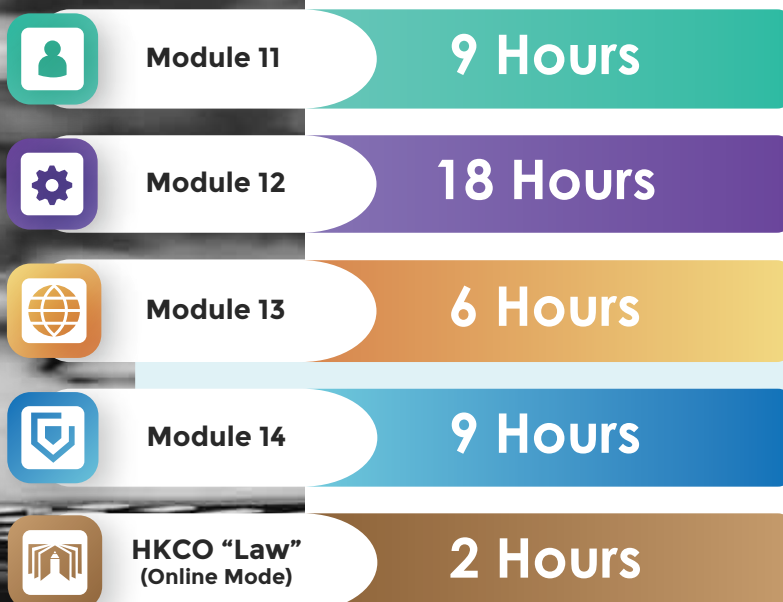 Module 11
9 Hours
Module 12
18 Hours
Module 13
6 Hours
Module 14
9 Hours
HKCO “Law”
(Online Mode)
2 Hours